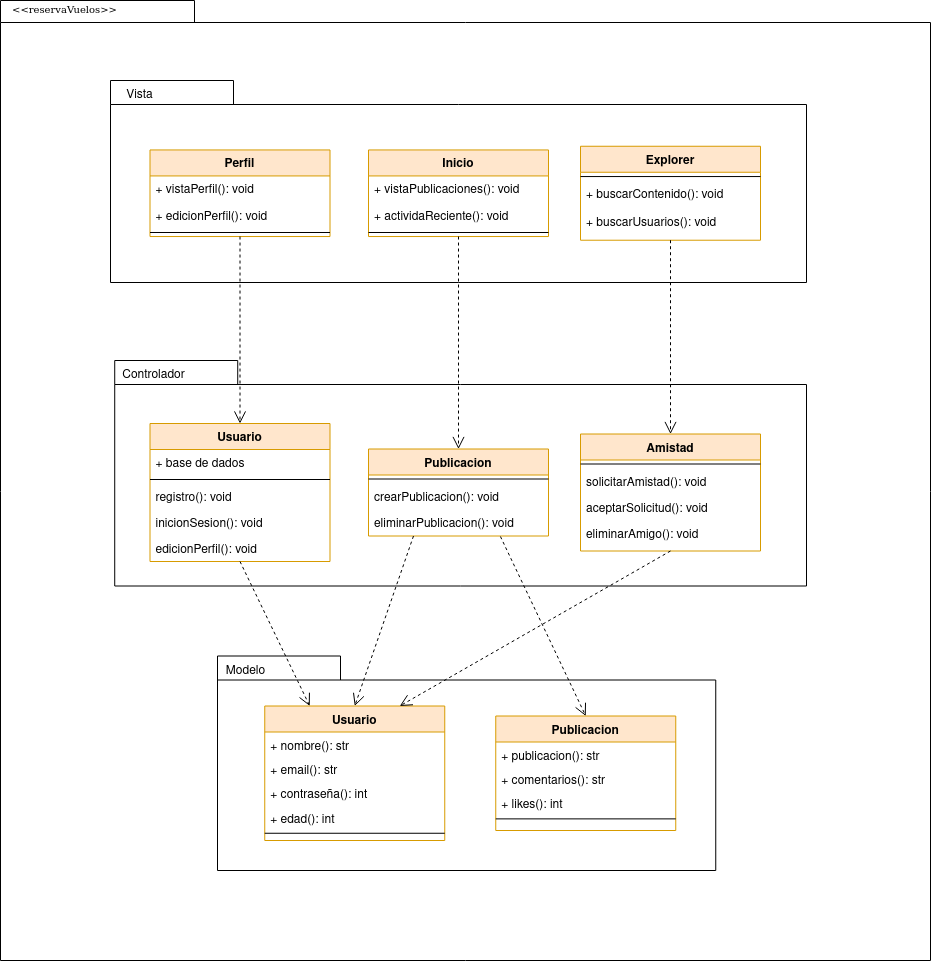 <<reservaVuelos>>
Vista
Perfil
+ vistaPerfil(): void
+ edicionPerfil(): void
Inicio
+ vistaPublicaciones(): void
+ actividaReciente(): void
Explorer
+ buscarContenido(): void
+ buscarUsuarios(): void
Controlador
Usuario
+ base de dados
registro(): void
inicionSesion(): void
edicionPerfil(): void
Publicacion
crearPublicacion(): void
eliminarPublicacion(): void
Amistad
solicitarAmistad(): void
aceptarSolicitud(): void
eliminarAmigo(): void
Modelo
Usuario
+ nombre(): str
+ email(): str
+ contraseña(): int
+ edad(): int
Publicacion
+ publicacion(): str
+ comentarios(): str
+ likes(): int